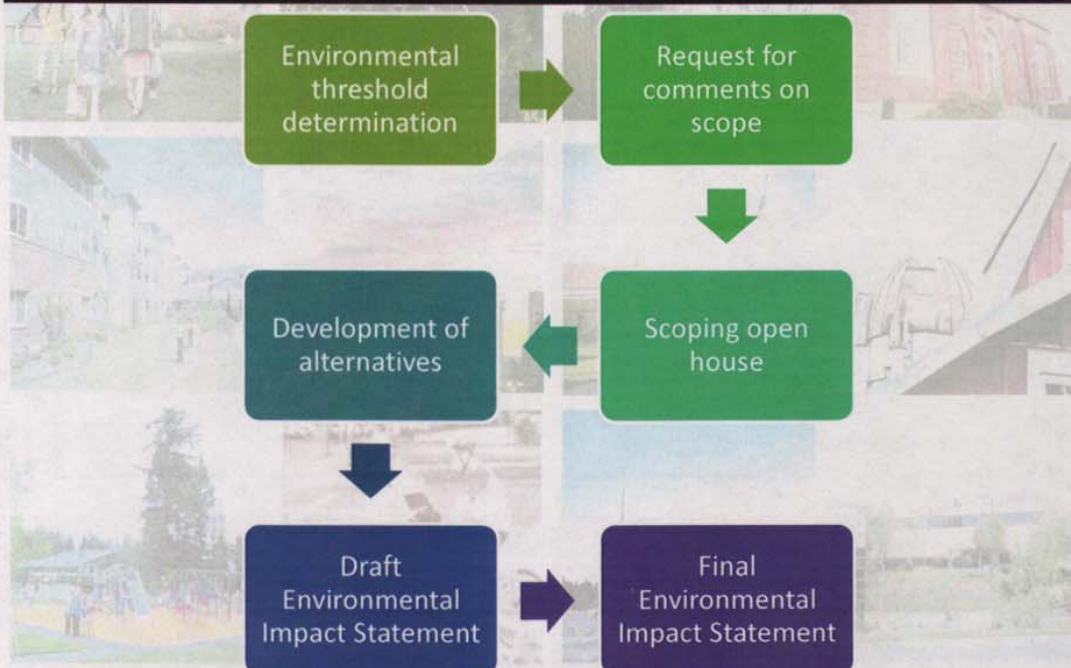 Environmental
threshold
determination
Request for
comments on
scope
Scoping open
house
Development of
alternatives
Draft
Environmental
Impact Statement
Final
Environmental
Impact Statement